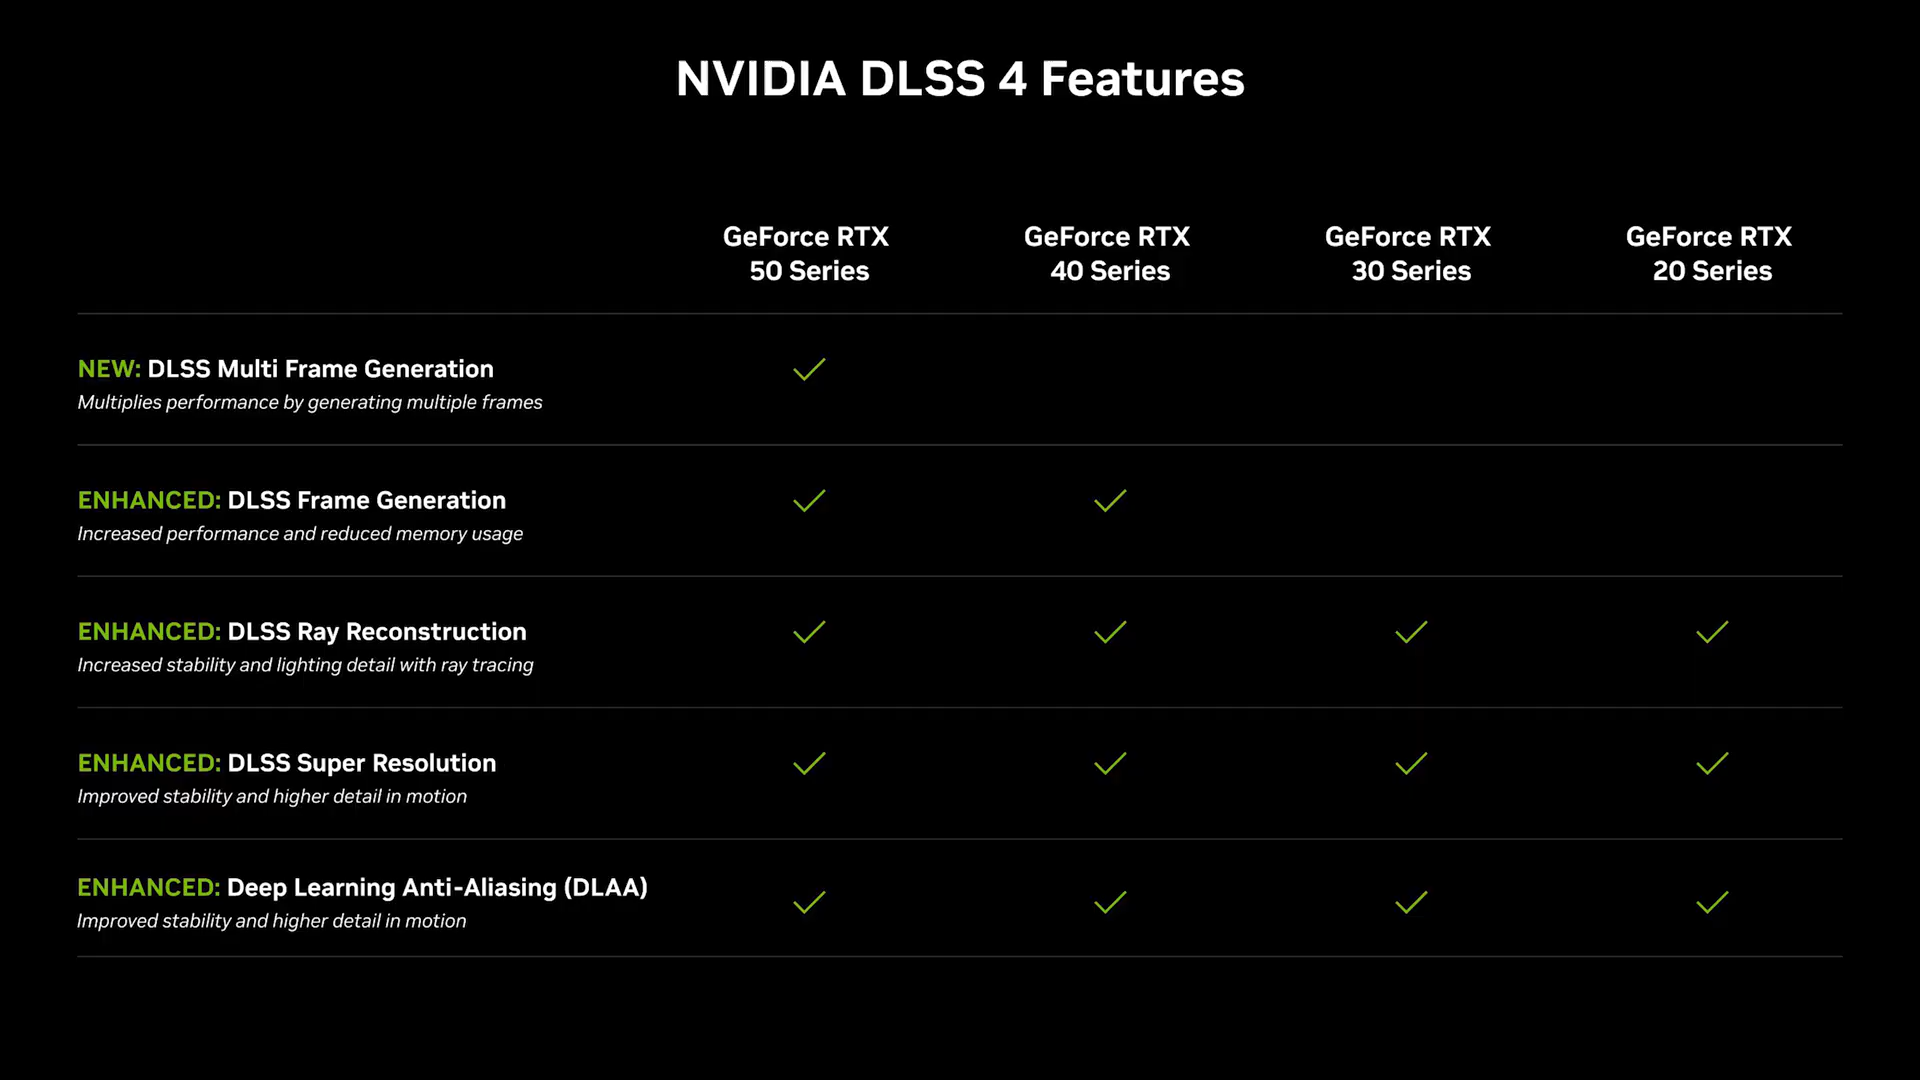 NVIDIA DLSS 4 Features
GeForce RTX
50 Series
GeForce RTX
40 Series
GeForce RTX
30 Series
GeForce RTX
20 Series
NEW: DLSS Multi Frame Generation
Multiplies performance by generating multiple frames
ENHANCED: DLSS Frame Generation
Increased performance and reduced memory usage
ENHANCED: DLSS Ray Reconstruction
Increased stability and lighting detail with ray tracing
ENHANCED: DLSS Super Resolution
Improved stability and higher detail in motion
ENHANCED: Deep Learning Anti-Aliasing (DLAA)
Improved stability and higher detail in motion